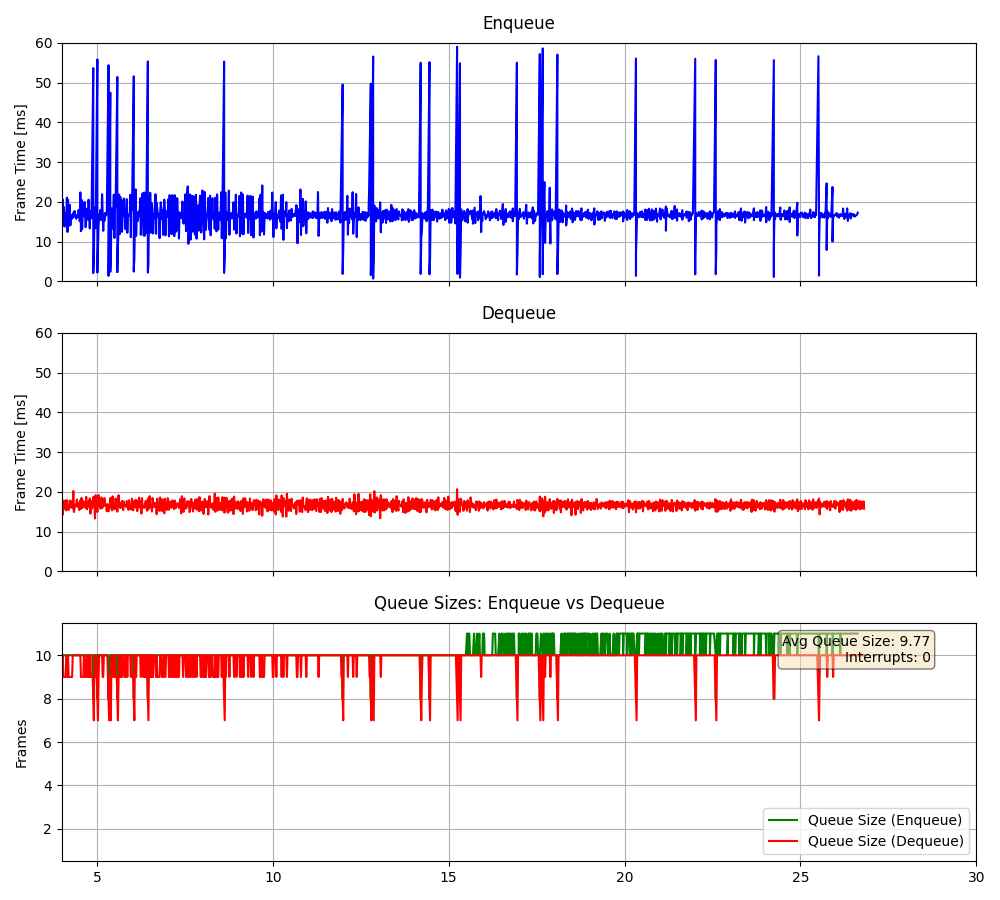 Enqueue
60
50
40
30
20
10
0
Frame Time [ms]
Dequeue
60
50
40
30
20
10
0
Frame Time [ms]
Queue Sizes: Enqueue vs Dequeue
10
8
6
4
2
Frames
Avg Queue Size: 9.77
Interrupts: 0
Queue Size (Enqueue)
Queue Size (Dequeue)
5 10 15 20 25 30